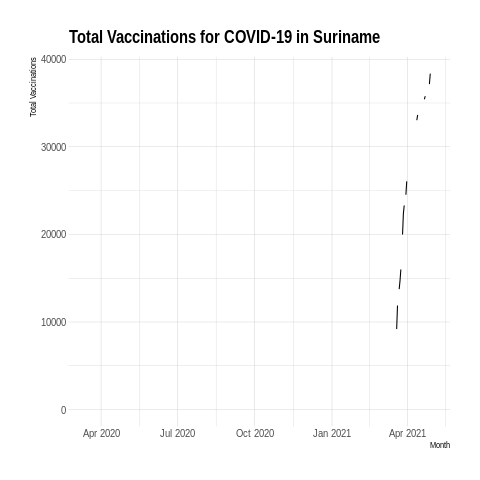 Total Vaccinations for COVID-19 in Suriname
Total Vaccinations
40000
30000
20000
10000
0
Apr 2020 Jul 2020 Oct 2020 Jan 2021 Apr 2021
Month